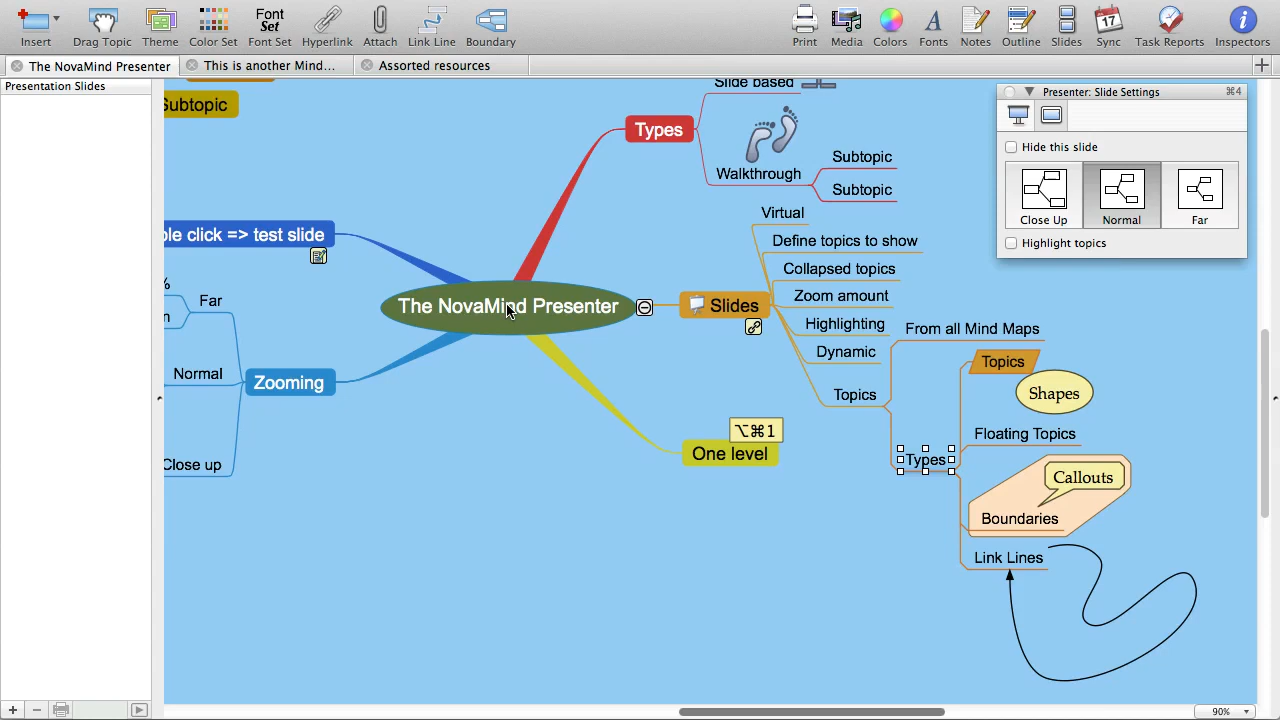 Insert
Drag Topic
Theme
Color Set
Font
Set
Font Set
Hyperlink
Attach
Link Line
Boundary
Print
Media
Colors
A
Fonts
Notes
Outline
Slides
17
Sync
Task Reports
Inspectors
The NovaMind Presenter
This is another Mind...
Assorted resources
Presentation Slides
Subtopic
Types
Slide based
Walkthrough
Subtopic
Subtopic
Presenter: Slide Settings
⌘4
Hide this slide
Close Up
Normal
Far
Highlight topics
ple click => test slide
The NovaMind Presenter
Slides
Virtual
Define topics to show
Collapsed topics
Zoom amount
Highlighting
Dynamic
Topics
From all Mind Maps
Types
Topics
Shapes
Floating Topics
Callouts
Boundaries
Link Lines
%
Far
n
Normal
Zooming
Close up
⌥⌘1
One level
90%